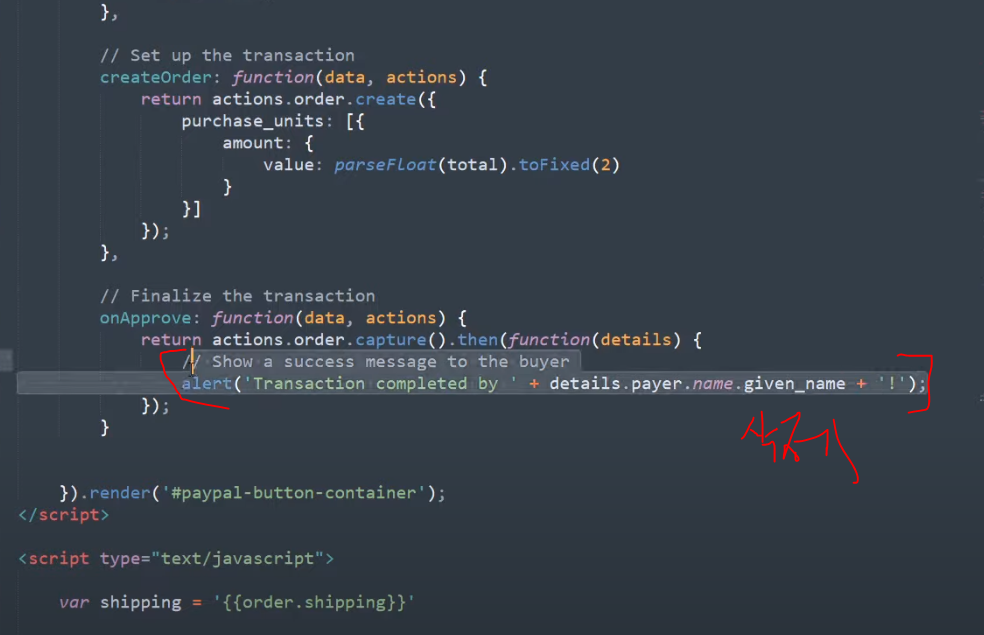 },
// Set up the transaction
createOrder: function(data, actions) {
return actions.order.create({
purchase_units: [{
amount: {
value: parseFloat(total).toFixed(2)
}
}]
});
},
// Finalize the transaction
onApprove: function(data, actions) {
return actions.order.capture().then(function(details) {
// Show a success message to the buyer
alert('Transaction completed by ' + details.payer.name.given_name + '!');
});
}
}).render('#paypal-button-container');
</script>
<script type="text/javascript">
var shipping = '{{order.shipping}}'